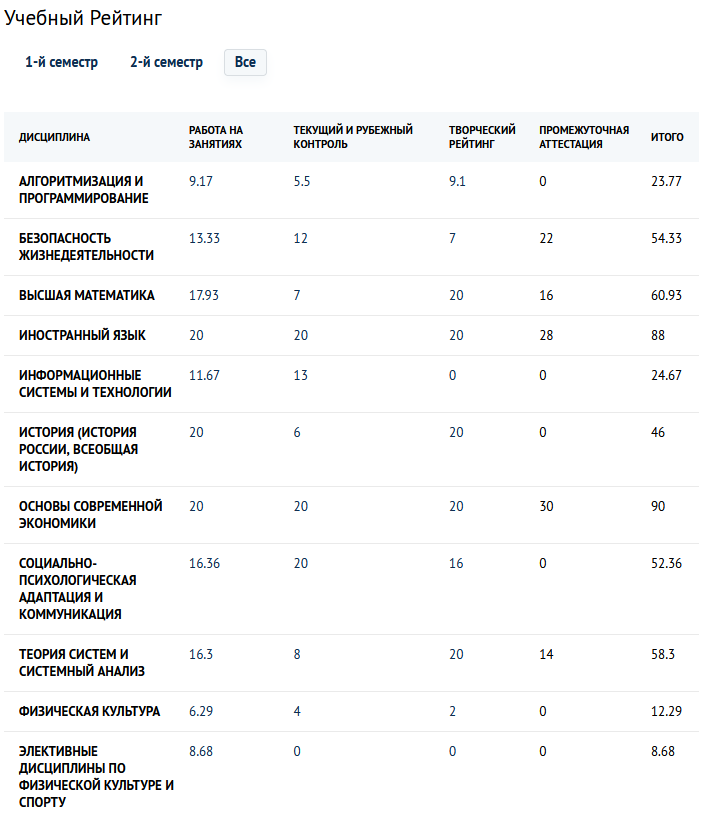 Учебный Рейтинг
1-й семестр 2-й семестр Все
ДИСЦИПЛИНА РАБОТА НА ЗАНЯТИЯХ ТЕКУЩИЙ И РУБЕЖНЫЙ КОНТРОЛЬ ТВОРЧЕСКИЙ РЕЙТИНГ ПРОМЕЖУТОЧНАЯ АТТЕСТАЦИЯ ИТОГО
АЛГОРИТМИЗАЦИЯ И 9.17 5.5 9.1 0 23.77
ПРОГРАММИРОВАНИЕ
БЕЗОПАСНОСТЬ 13.33 12 7 22 54.33
ЖИЗНЕДЕЯТЕЛЬНОСТИ
ВЫСШАЯ МАТЕМАТИКА 17.93 7 20 16 60.93
ИНОСТРАННЫЙ ЯЗЫК 20 20 20 28 88
ИНФОРМАЦИОННЫЕ 11.67 13 0 0 24.67
СИСТЕМЫ И ТЕХНОЛОГИИ
ИСТОРИЯ (ИСТОРИЯ 20 6 20 0 46
РОССИИ, ВСЕОБЩАЯ
ИСТОРИЯ)
ОСНОВЫ СОВРЕМЕННОЙ 20 20 20 30 90
ЭКОНОМИКИ
СОЦИАЛЬНО- 16.36 20 16 0 52.36
ПСИХОЛОГИЧЕСКАЯ
АДАПТАЦИЯ И
КОММУНИКАЦИЯ
ТЕОРИЯ СИСТЕМ И 16.3 8 20 14 58.3
СИСТЕМНЫЙ АНАЛИЗ
ФИЗИЧЕСКАЯ КУЛЬТУРА 6.29 4 2 0 12.29
ЭЛЕКТИВНЫЕ 8.68 0 0 0 8.68
ДИСЦИПЛИНЫ ПО
ФИЗИЧЕСКОЙ КУЛЬТУРЕ И
СПОРТУ